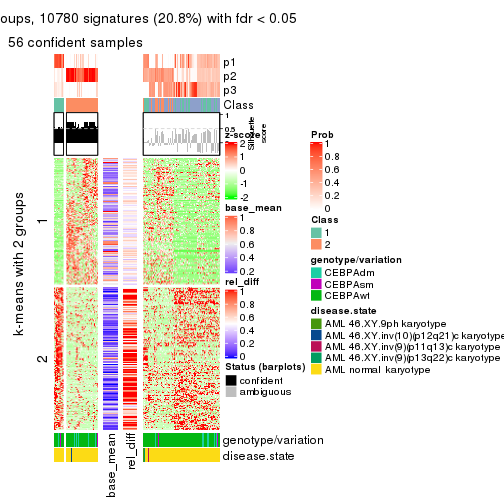 oups, 10780 signatures (20.8%) with fdr < 0.05
56 confident samples
p1
p2
p3
Class
1
0.5
0
Silhouette
score
z-score
2
1
0
-1
-2
base_mean
1
0.8
0.6
0.4
0.2
rel_diff
1
0.8
0.6
0.4
0.2
0
Status (barplots)
confident
ambiguous
Prob
1
0.8
0.6
0.4
0.2
0
Class
1
2
genotype/variation
CEBPAdm
CEBPAsm
CEBPAwt
disease.state
AML 46,XY,9ph karyotype
AML 46,XY,inv(10)(p12q21)c karyotype
AML 46,XY,inv(9)(p11q13)c karyotype
AML 46,XY,inv(9)(p13q22)c karyotype
AML normal karyotype
k-means with 2 groups
1
2
genotype/variation
disease.state
base_mean
rel_diff